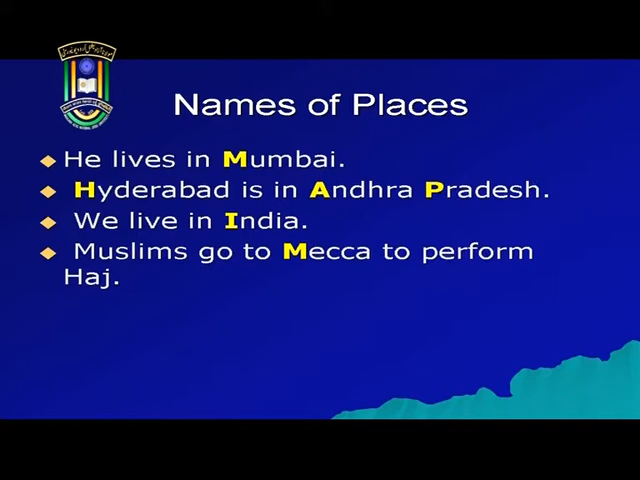 Names of Places
He lives in Mumbai.
Hyderabad is in Andhra Pradesh.
We live in India.
Muslims go to Mecca to perform
Haj.